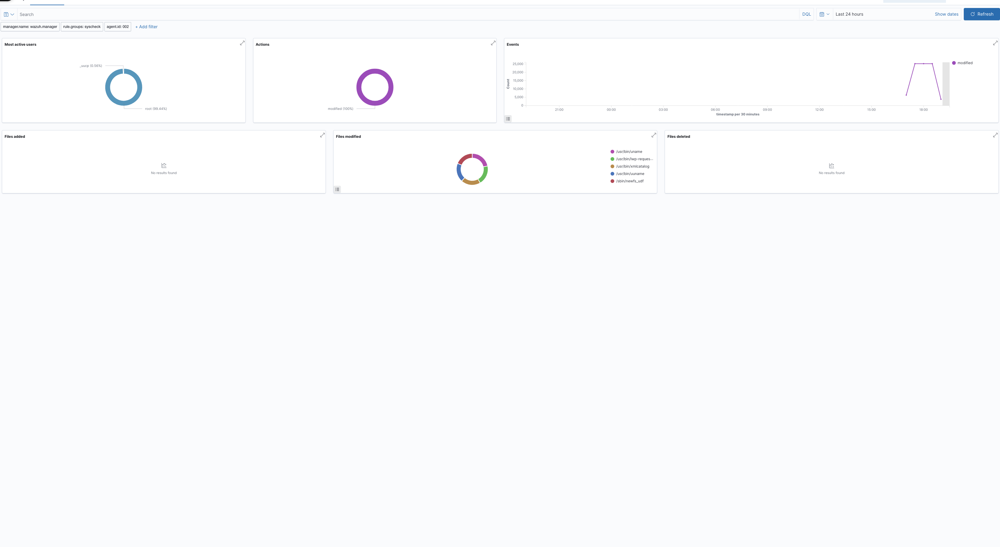 Search
DQL
Last 24 hours
Show dates
Refresh
manager.name: wazuh.manager
rule.groups: syscheck
agent.id: 002
+ Add filter
Most active users
_uucp (0.56%)
root (99.44%)
Actions
modified (100%)
Events
25,000
20,000
15,000
10,000
5,000
0
Count
21:00
00:00
03:00
06:00
09:00
12:00
15:00
18:00
timestamp per 30 minutes
modified
Files added
No results found
Files modified
/usr/bin/uname
/usr/bin/lwp-reques...
/usr/bin/xmlcatalog
/usr/bin/uuname
/sbin/newfs_udf
Files deleted
No results found